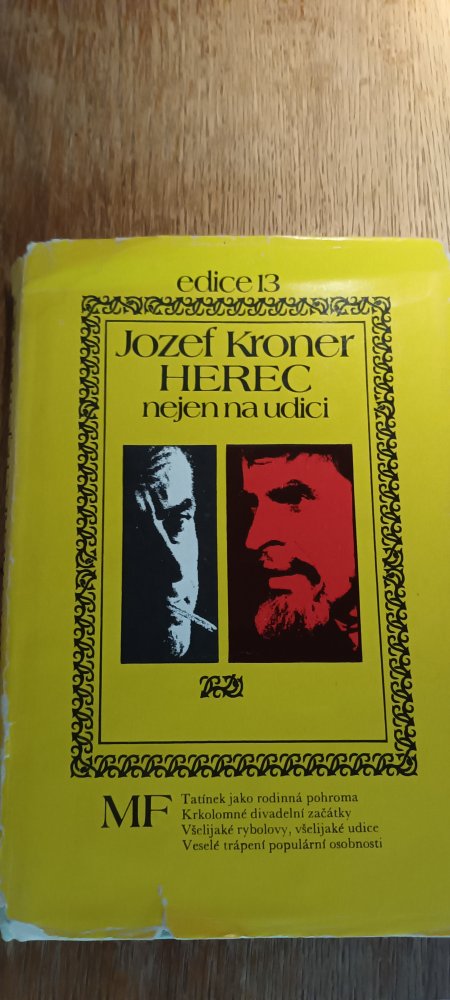 edice 13
Jozef Kroner
HEREC
nejen na udici
MF
Tatínek jako rodinná pohroma
Krkolomné divadelní začátky
Všelijaké rybolovy, všelijaké udice
Veselé trápení populární osobnosti